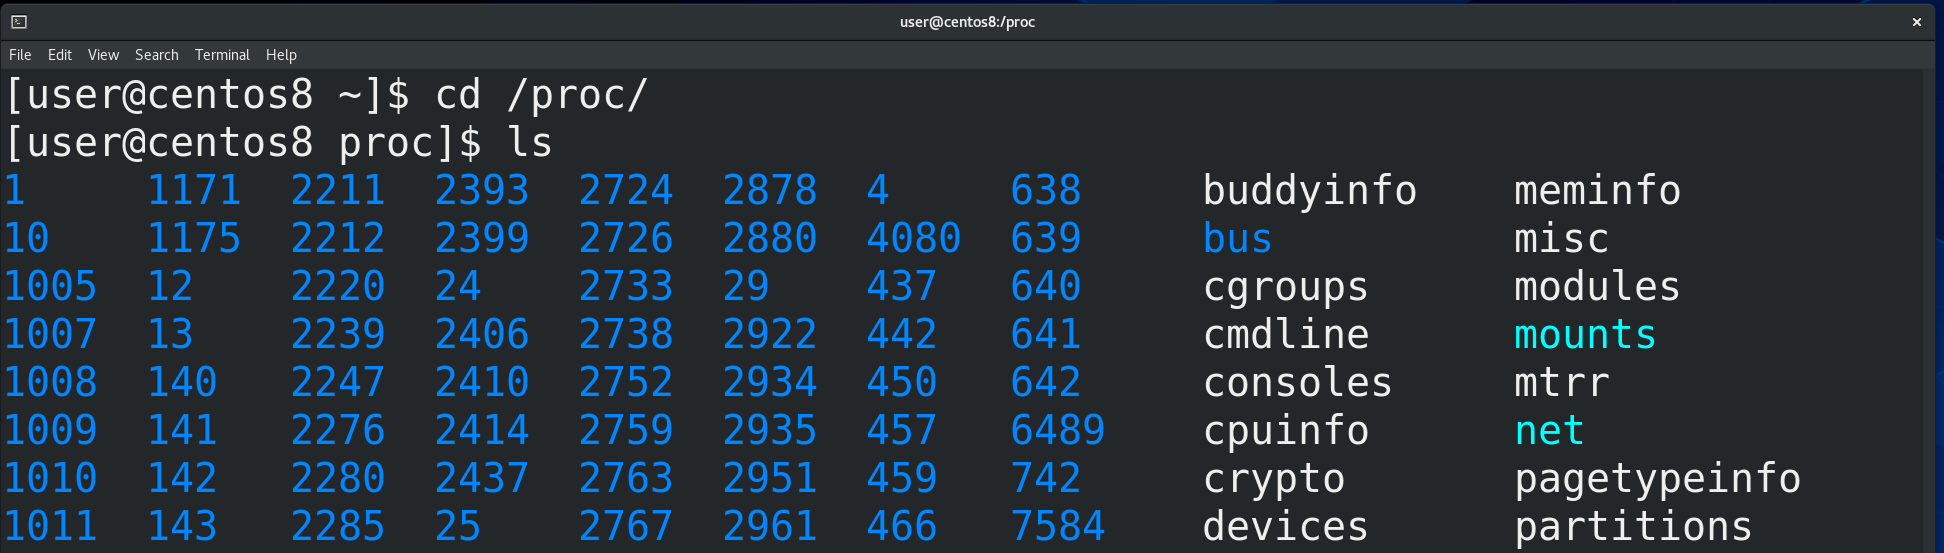 user@centos8:/proc
File Edit View Search Terminal Help
[user@centos8 ~]$ cd /proc/
[user@centos8 proc]$ ls
1 1171 2211 2393 2724 2878 4 638 buddyinfo meminfo
10 1175 2212 2399 2726 2880 4080 639 bus misc
1005 12 2220 24 2733 29 437 640 cgroups modules
1007 13 2239 2406 2738 2922 442 641 cmdline mounts
1008 140 2247 2410 2752 2934 450 642 consoles mtrr
1009 141 2276 2414 2759 2935 457 6489 cpuinfo net
1010 142 2280 2437 2763 2951 459 742 crypto pagetypeinfo
1011 143 2285 25 2767 2961 466 7584 devices partitions